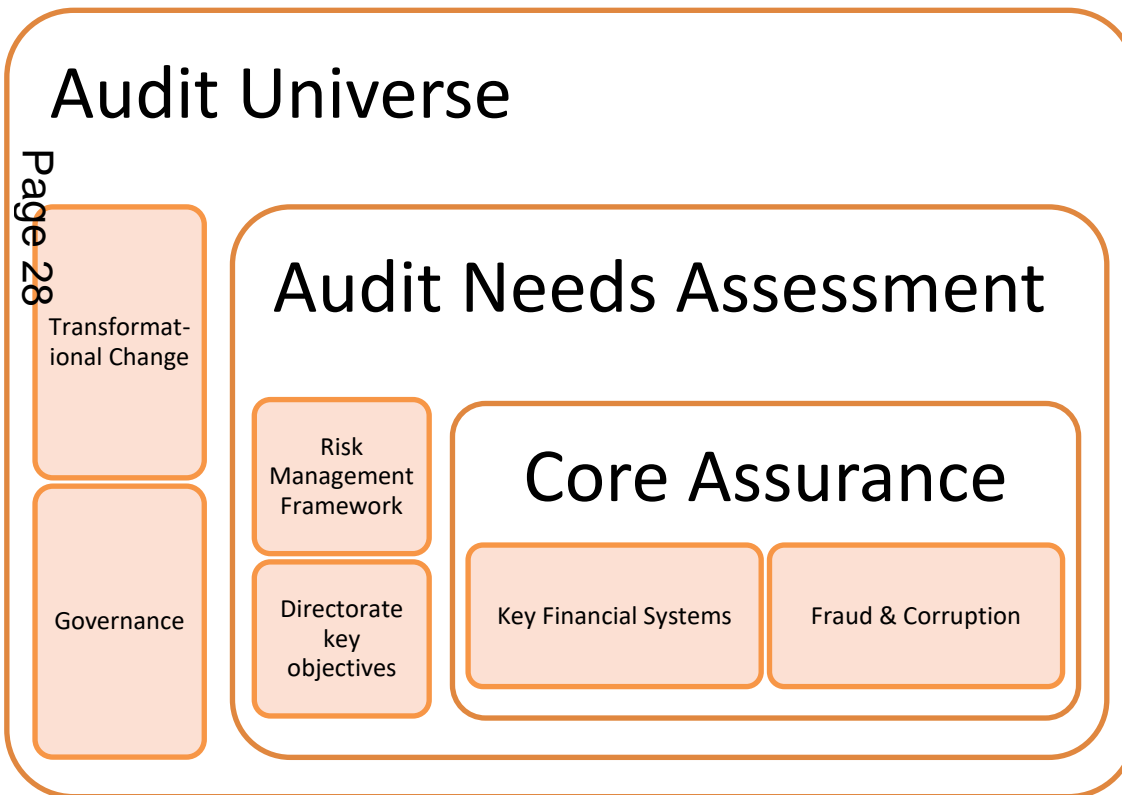 Audit Universe
Page 28
Transformat-
ional Change
Governance
Audit Needs Assessment
Risk
Management
Framework
Directorate
key
objectives
Core Assurance
Key Financial Systems
Fraud & Corruption